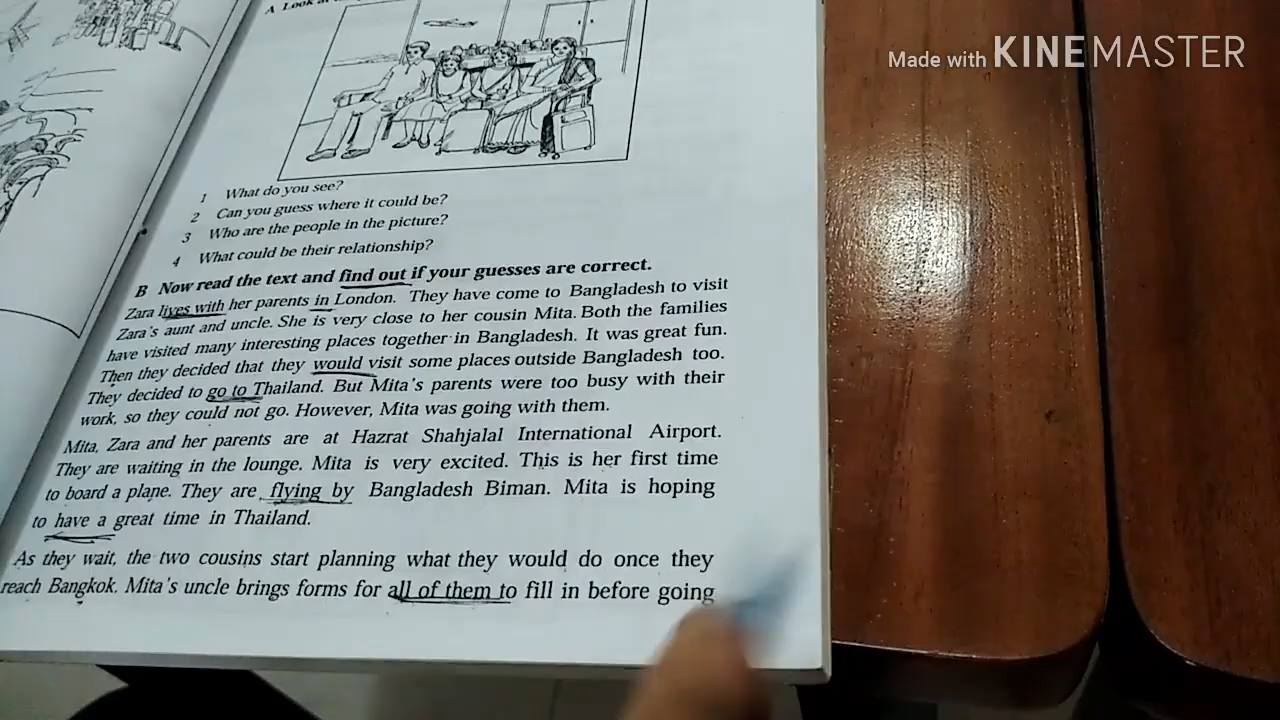 Made with KINEMASTER
A Look at
1 What do you see?
2 Can you guess where it could be?
3 Who are the people in the picture?
4 What could be their relationship?
B Now read the text and find out if your guesses are correct.
Zara lives with her parents in London. They have come to Bangladesh to visit
Zara's aunt and uncle. She is very close to her cousin Mita. Both the families
have visited many interesting places together in Bangladesh. It was great fun.
Then they decided that they would visit some places outside Bangladesh too.
They decided to go to Thailand. But Mita's parents were too busy with their
work, so they could not go. However, Mita was going with them.
Mita, Zara and her parents are at Hazrat Shahjalal International Airport.
They are waiting in the lounge. Mita is very excited. This is her first time
to board a plane. They are flying by Bangladesh Biman. Mita is hoping
to have a great time in Thailand.
As they wait, the two cousins start planning what they would do once they
reach Bangkok. Mita's uncle brings forms for all of them to fill in before going